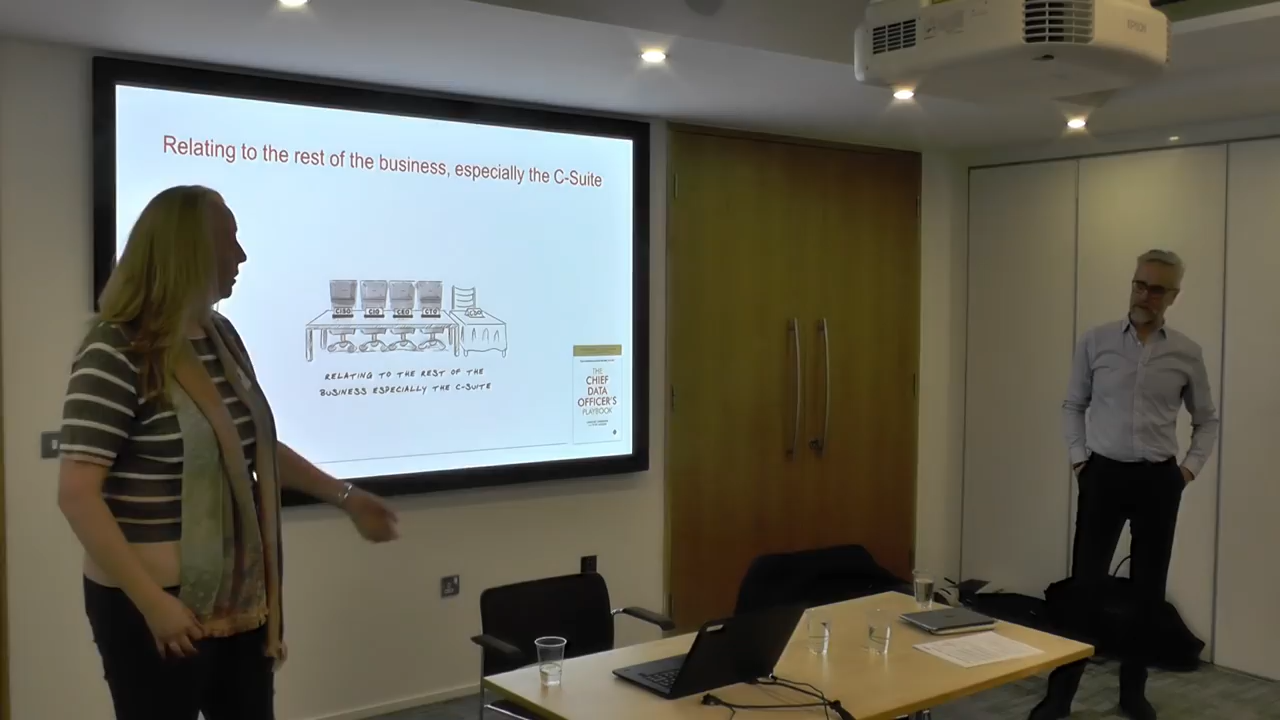 Relating to the rest of the business, especially the C-Suite
CISO CIO CEO CTO CDO
RELATING TO THE REST OF THE
BUSINESS ESPECIALLY THE C-SUITE
THE
CHIEF
DATA
OFFICER'S
PLAYBOOK
EPSON